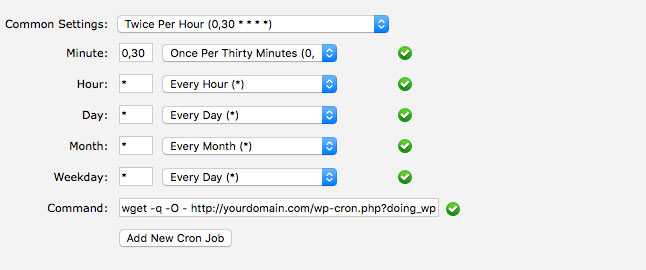 Common Settings: Twice Per Hour (0,30 * * * *)
Minute: 0,30 Once Per Thirty Minutes (0,
Hour: * Every Hour (*)
Day: * Every Day (*)
Month: * Every Month (*)
Weekday: * Every Day (*)
Command: wget -q -O - http://yourdomain.com/wp-cron.php?doing_wp
Add New Cron Job